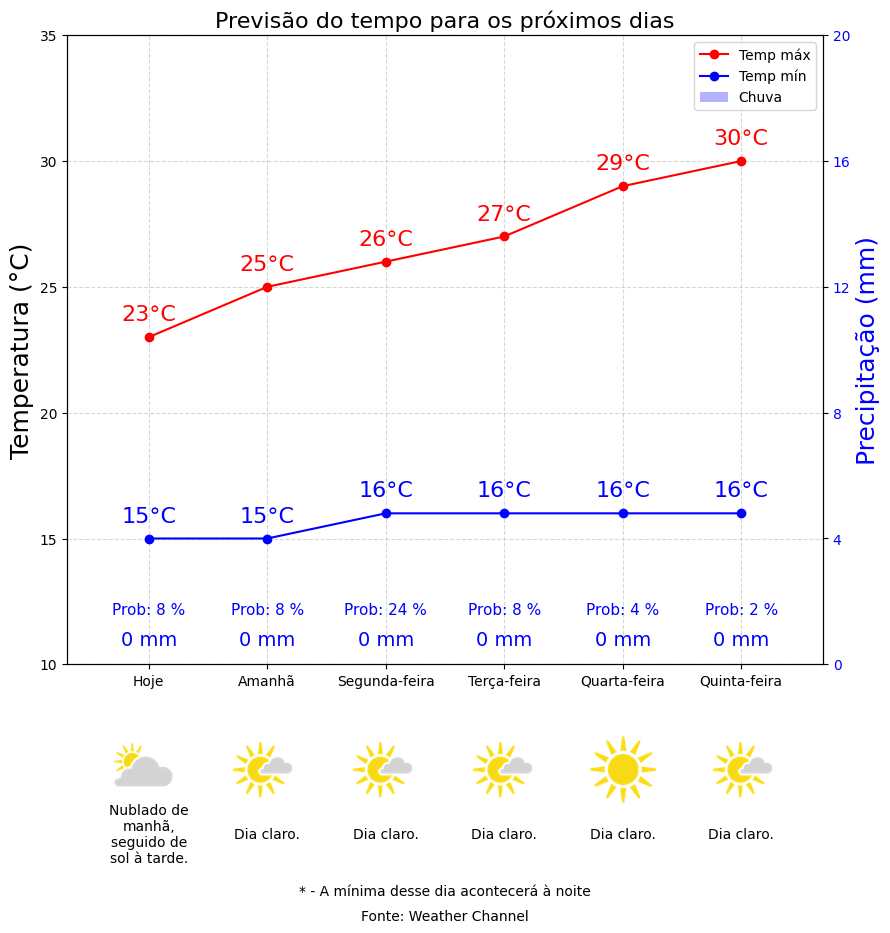 Previsão do tempo para os próximos dias
Temp máx
Temp mín
Chuva
35
30
25
20
15
10
20
16
12
8
4
0
Temperatura (°C)
Precipitação (mm)
23°C 25°C 26°C 27°C 29°C 30°C
15°C 15°C 16°C 16°C 16°C 16°C
Prob: 8 % Prob: 8 % Prob: 24 % Prob: 8 % Prob: 4 % Prob: 2 %
0 mm 0 mm 0 mm 0 mm 0 mm 0 mm
Hoje Amanhã Segunda-feira Terça-feira Quarta-feira Quinta-feira
Nublado de
manhã,
seguido de
sol à tarde.
Dia claro. Dia claro. Dia claro. Dia claro. Dia claro.
* - A mínima desse dia acontecerá à noite
Fonte: Weather Channel